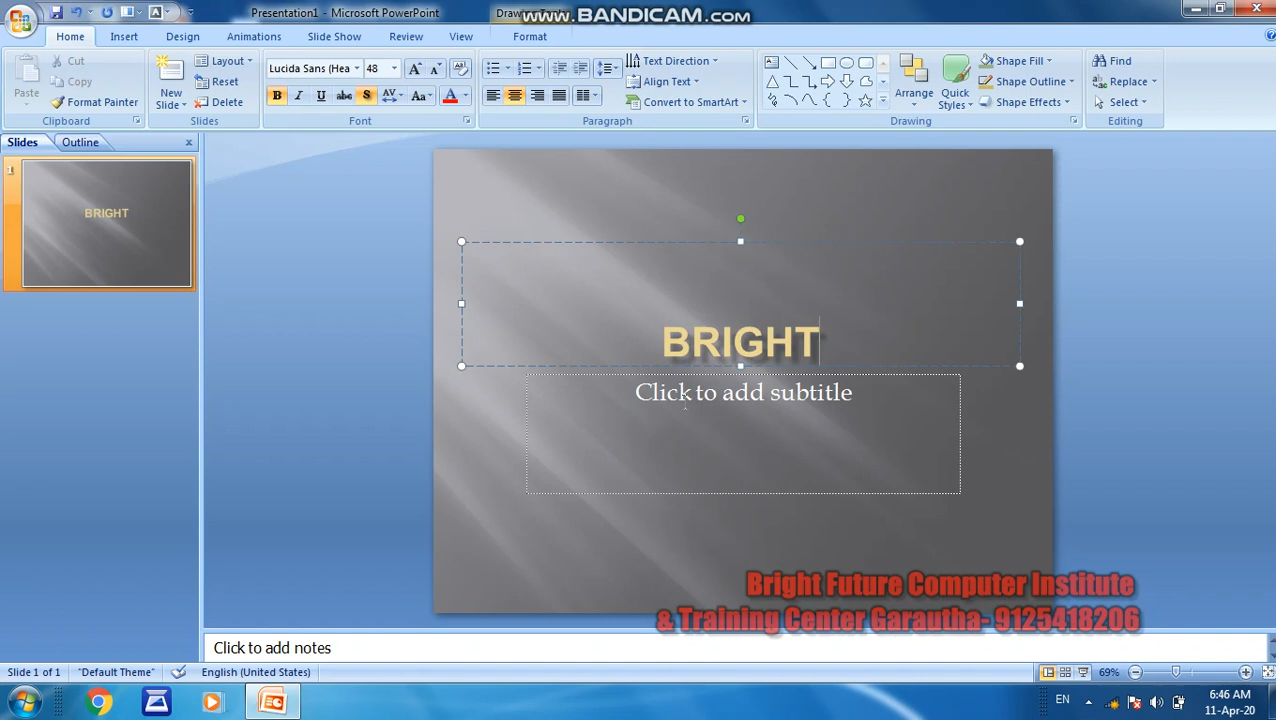 Presentation1 - Microsoft PowerPoint
www.BANDICAM.com
Home Insert Design Animations Slide Show Review View Format
Paste
Cut
Copy
Format Painter
Clipboard
New Slide
Layout
Reset
Delete
Slides
Lucida Sans (Hea 48
B I U abc S AV Aa A
Font
Text Direction
Align Text
Convert to SmartArt
Paragraph
Arrange
Quick Styles
Shape Fill
Shape Outline
Shape Effects
Drawing
Find
Replace
Select
Editing
Slides Outline
1
BRIGHT
BRIGHT
Click to add subtitle
Bright Future Computer Institute
& Training Center Garautha- 9125418206
Click to add notes
Slide 1 of 1 "Default Theme" English (United States) 69%
EN 6:46 AM
11-Apr-20